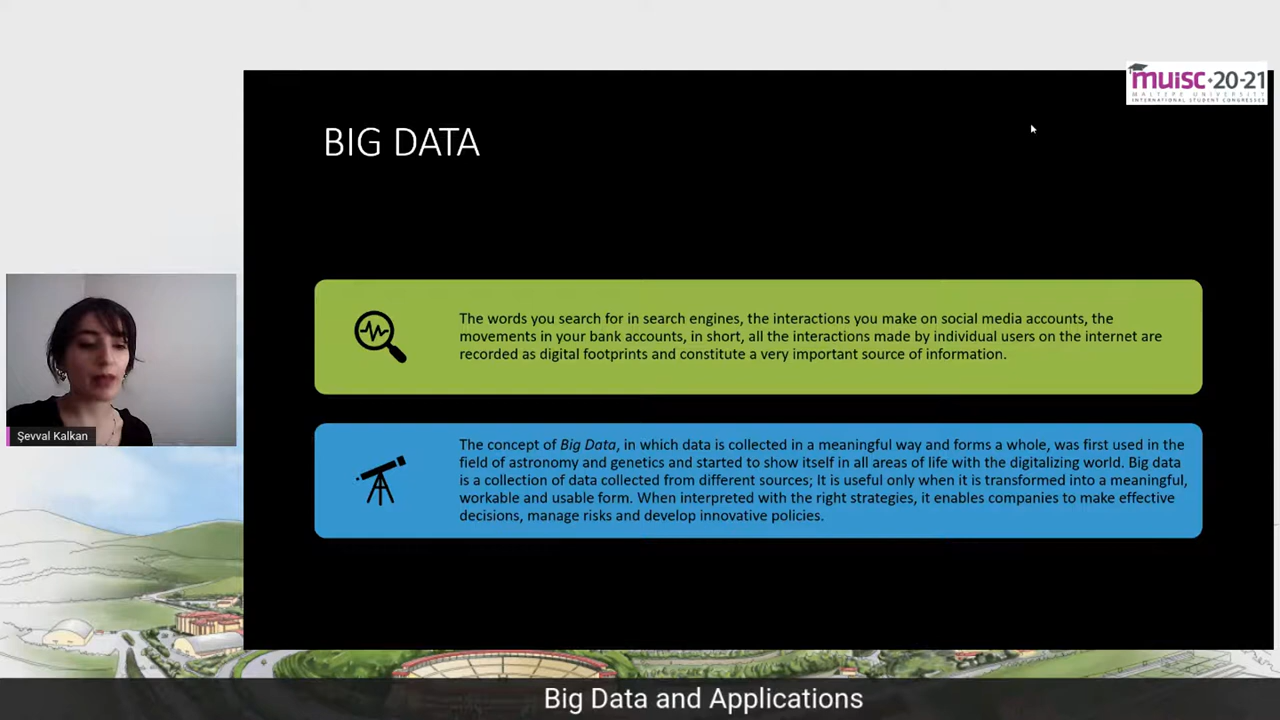 muisc·20-21
MALTEPE UNIVERSITY
INTERNATIONAL STUDENT CONGRESSES
BIG DATA
The words you search for in search engines, the interactions you make on social media accounts, the
movements in your bank accounts, in short, all the interactions made by individual users on the internet are
recorded as digital footprints and constitute a very important source of information.
The concept of Big Data, in which data is collected in a meaningful way and forms a whole, was first used in the
field of astronomy and genetics and started to show itself in all areas of life with the digitalizing world. Big data
is a collection of data collected from different sources; It is useful only when it is transformed into a meaningful,
workable and usable form. When interpreted with the right strategies, it enables companies to make effective
decisions, manage risks and develop innovative policies.
Şevval Kalkan
Big Data and Applications